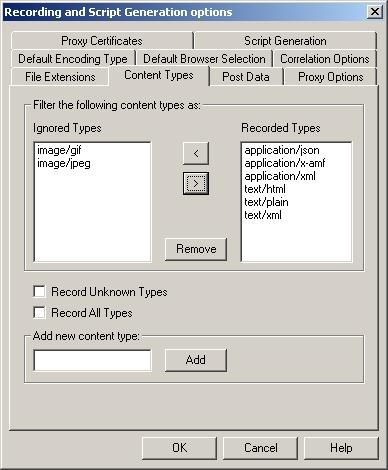 Recording and Script Generation options
Proxy Certificates Script Generation
Default Encoding Type Default Browser Selection Correlation Options
File Extensions Content Types Post Data Proxy Options
Filter the following content types as:
Ignored Types Recorded Types
image/gif
image/jpeg
<
>
Remove
application/json
application/x-amf
application/xml
text/html
text/plain
text/xml
Record Unknown Types
Record All Types
Add new content type:
Add
OK Cancel Help